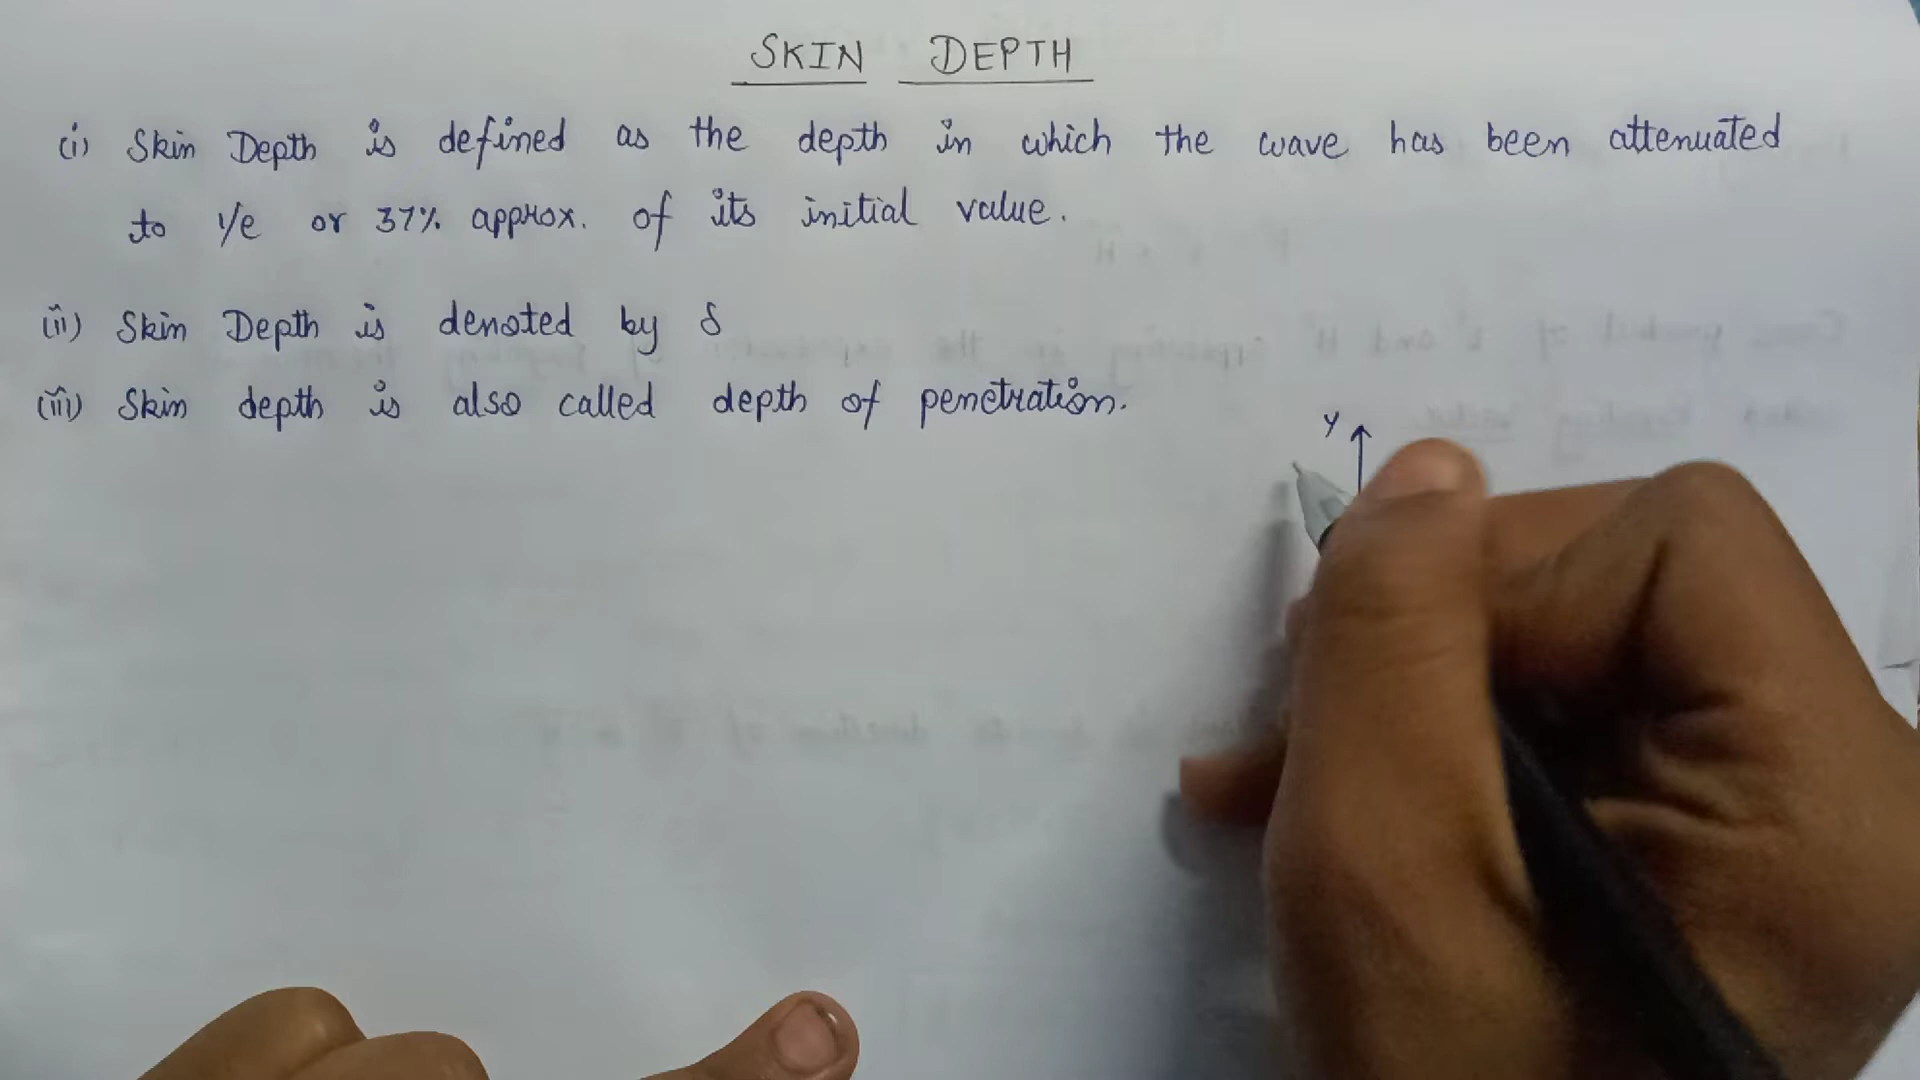 SKIN DEPTH
(i) Skin Depth is defined as the depth in which the wave has been attenuated
to 1/e or 37% approx. of its initial value.
(ii) Skin Depth is denoted by δ
(iii) Skin depth is also called depth of penetration.
y